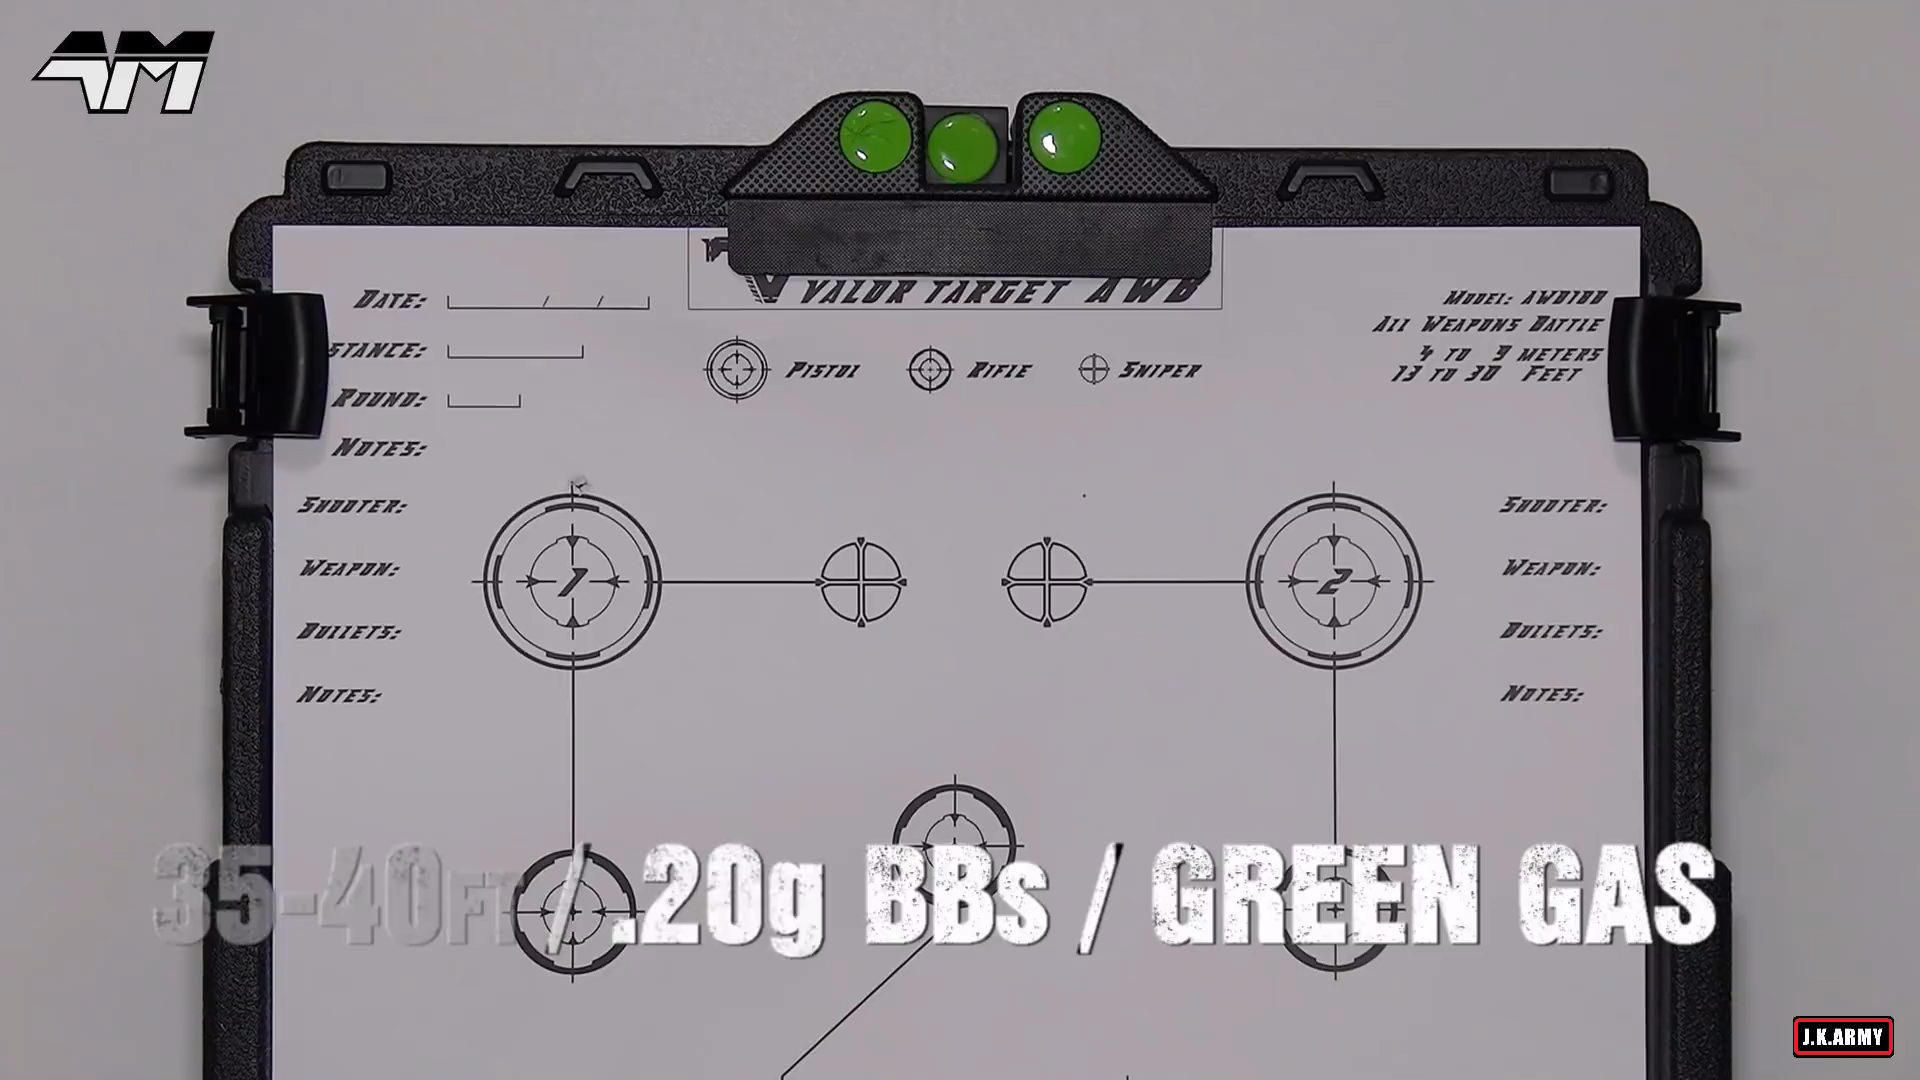 AM
VALOR TARGET AWB
DATE: / /
STANCE:
ROUND:
NOTES:
PISTOL
RIFLE
SNIPER
MODEL: AWB100
ALL WEAPONS BATTLE
4 TO 9 METERS
13 TO 30 FEET
SHOOTER:
WEAPON:
BULLETS:
NOTES:
1
2
SHOOTER:
WEAPON:
BULLETS:
NOTES:
35-40FT / .20g BBs / GREEN GAS
J.K.ARMY